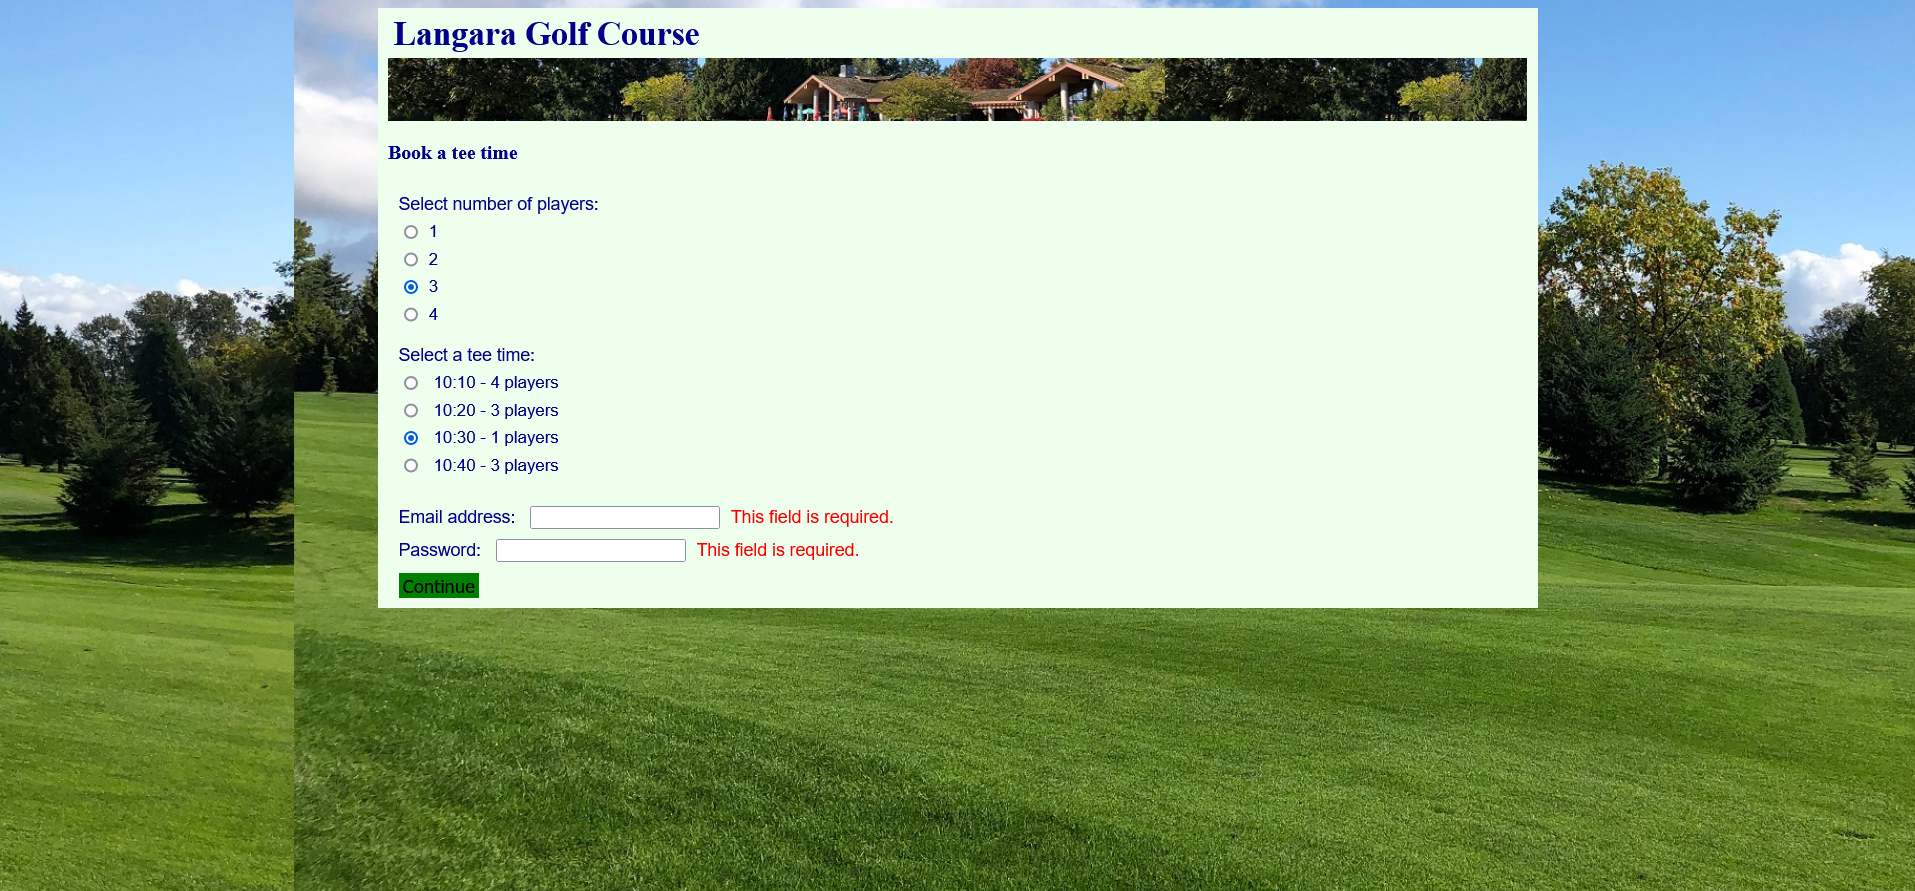 Langara Golf Course
Book a tee time
Select number of players:
1
2
3
4
Select a tee time:
10:10 - 4 players
10:20 - 3 players
10:30 - 1 players
10:40 - 3 players
Email address: This field is required.
Password: This field is required.
Continue